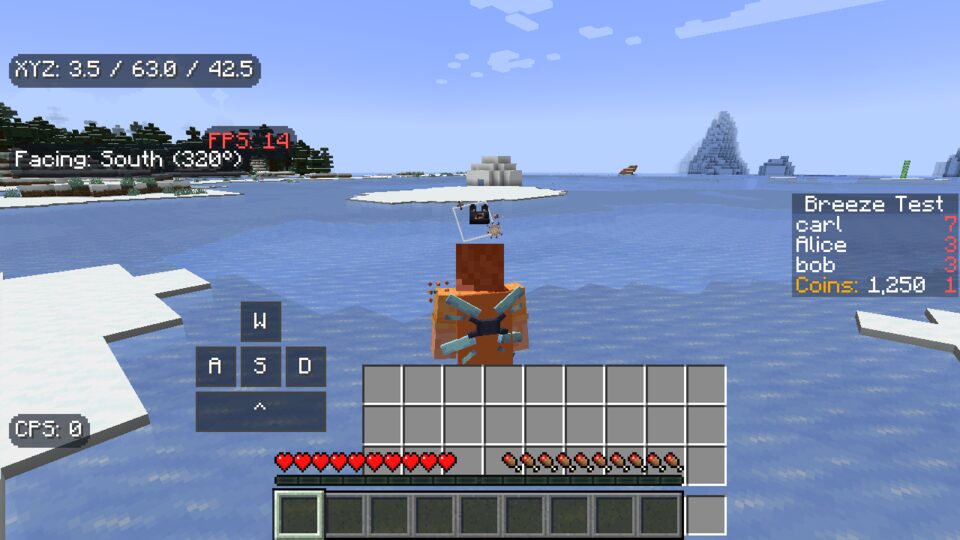 XYZ: 3.5 / 63.0 / 42.5
FPS: 14
Facing: South (320°)
Breeze Test
carl 7
Alice 3
bob 3
Coins: 1,250 1
W
A S D
^
CPS: 0